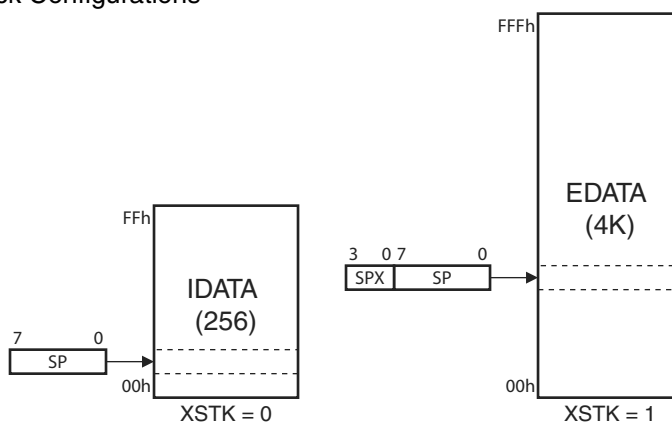 ck Configurations
FFFh
EDATA
(4K)
3 0 7 0
SPX SP
00h
XSTK = 1
FFh
IDATA
(256)
7 0
SP
00h
XSTK = 0